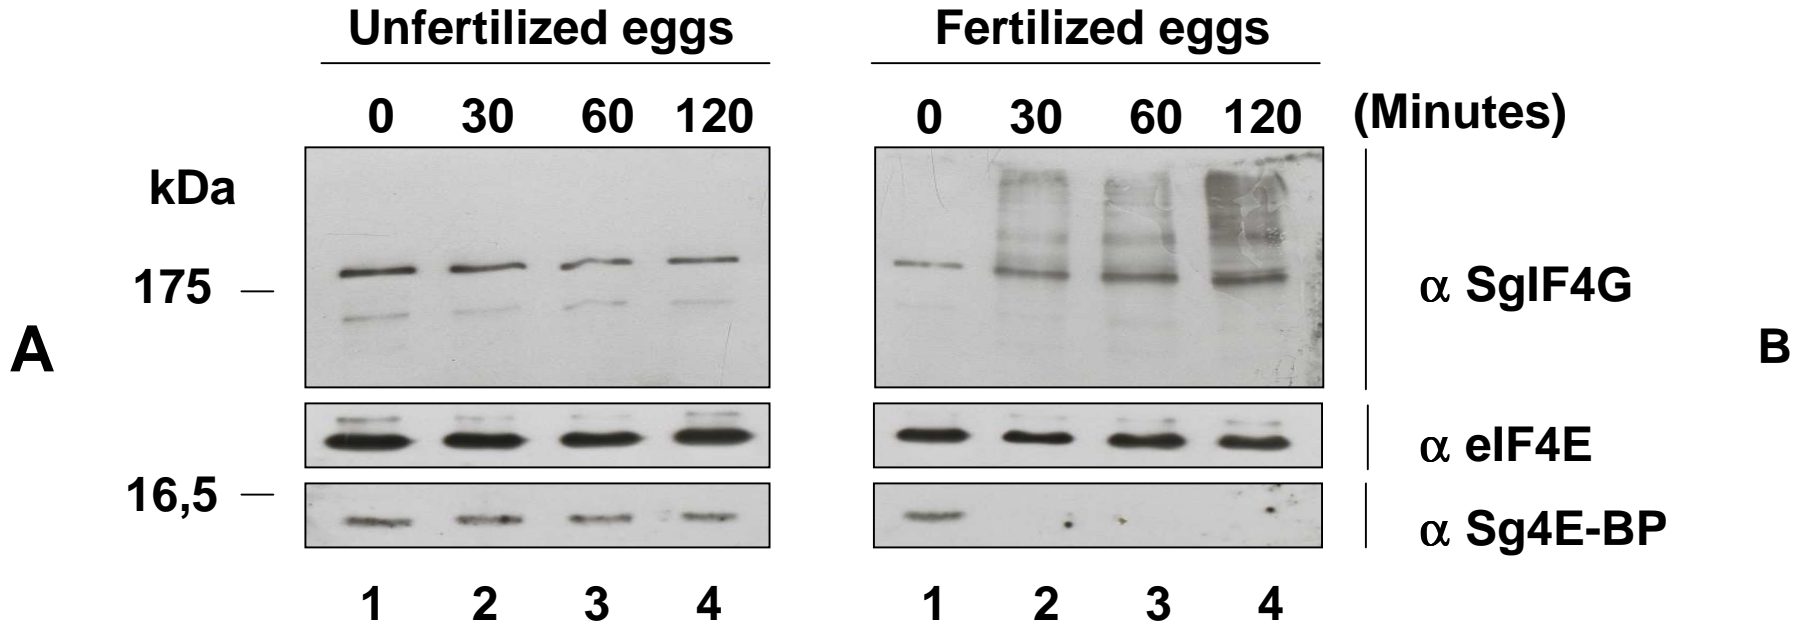 Unfertilized eggs Fertilized eggs
0 30 60 120 0 30 60 120 (Minutes)
kDa
175 — α SgIF4G
A B
α eIF4E
16,5 —
α Sg4E-BP
1 2 3 4 1 2 3 4